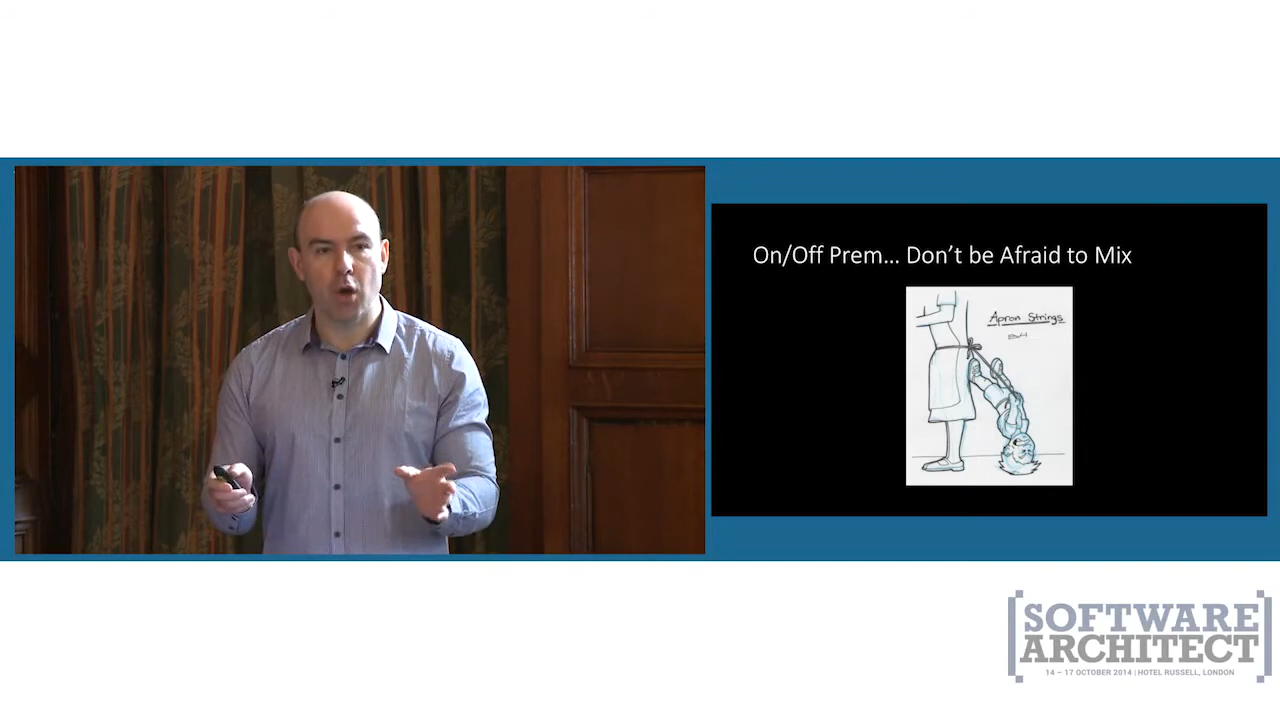 On/Off Prem... Don't be Afraid to Mix
Apron Strings
SOFTWARE
ARCHITECT
14 – 17 OCTOBER 2014 | HOTEL RUSSELL, LONDON